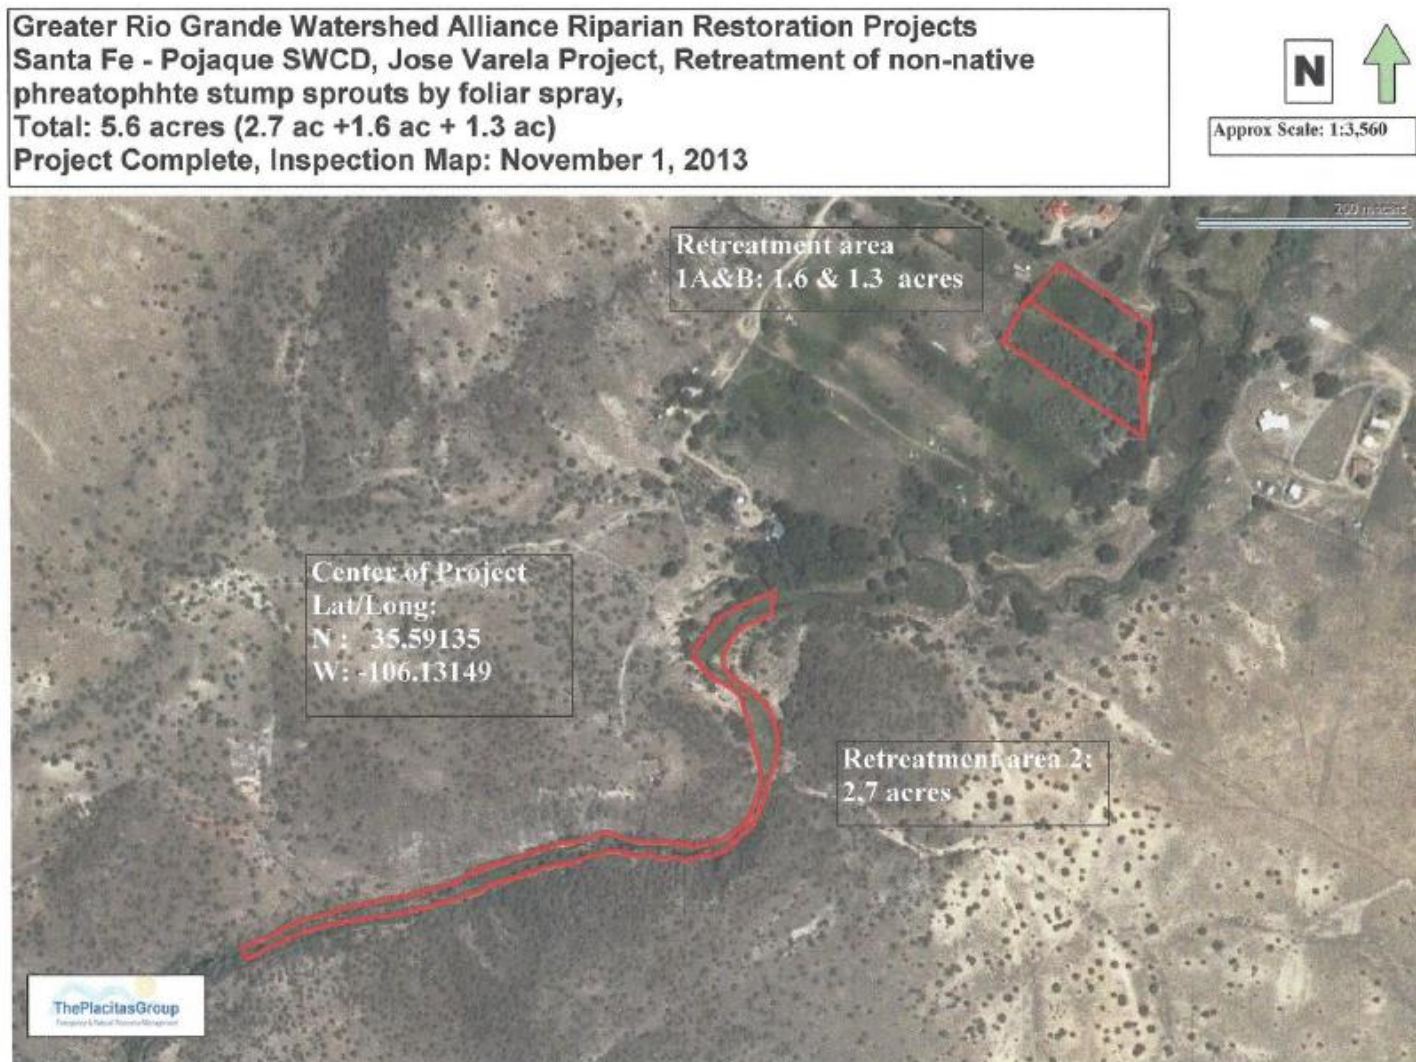 Greater Rio Grande Watershed Alliance Riparian Restoration Projects
Santa Fe - Pojaque SWCD, Jose Varela Project, Retreatment of non-native
phreatophhte stump sprouts by foliar spray,
Total: 5.6 acres (2.7 ac +1.6 ac + 1.3 ac)
Project Complete, Inspection Map: November 1, 2013
N
Approx Scale: 1:3,560
200 meters
Retreatment area
1A&B: 1.6 & 1.3 acres
Center of Project
Lat/Long:
N : 35.59135
W: -106.13149
Retreatment area 2:
2.7 acres
ThePlacitasGroup